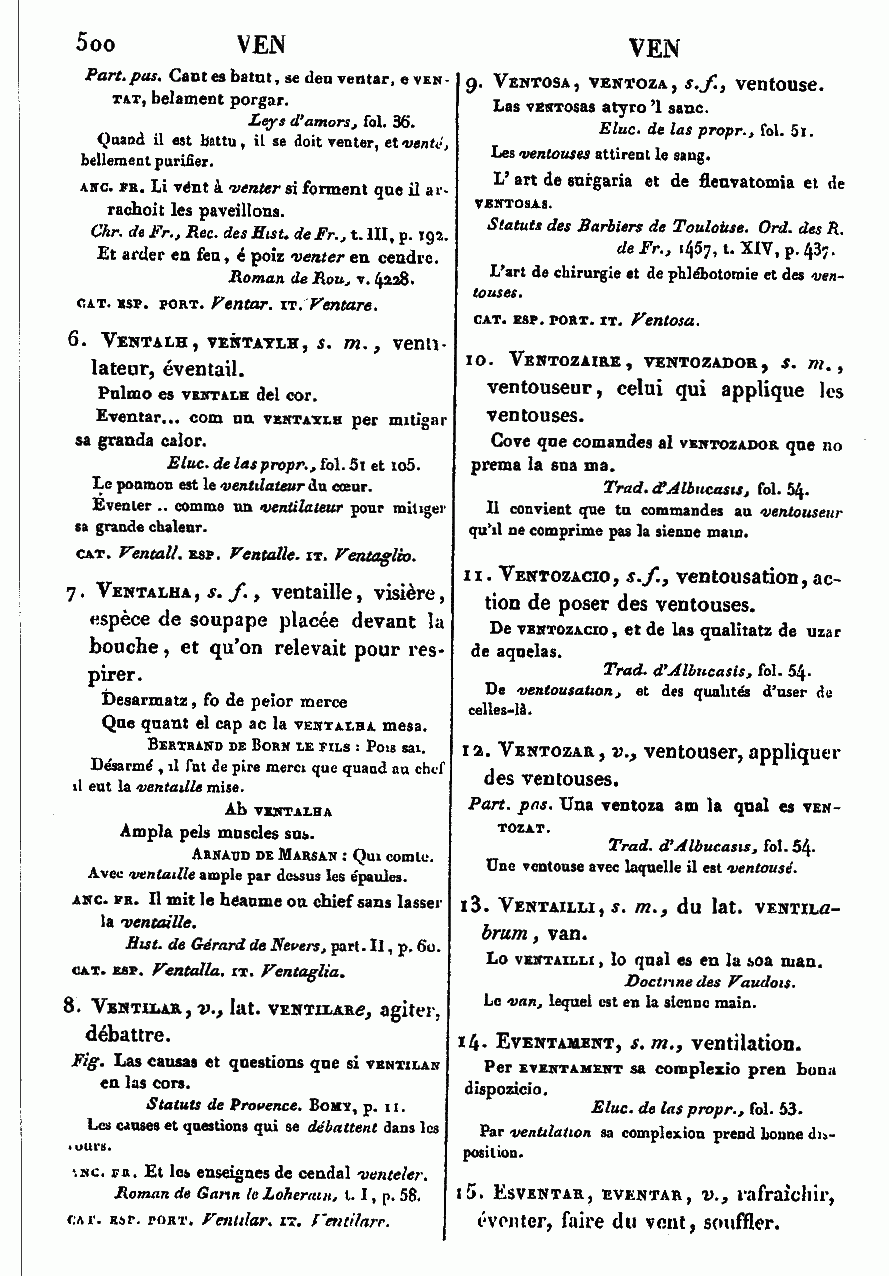 500 VEN VEN
Part. pas. Cant es batut, se deu ventar, e VEN-
TAT, belament porgar.
Leys d'amors, fol. 36.
Quand il est battu, il se doit venter, et venté,
bellement purifier.
ANC. FR. Li vént à venter si forment que il ar-
rachoit les paveillons.
Chr. de Fr., Rec. des Hist. de Fr., t. III, p. 192.
Et arder en feu, é poiz venter en cendre.
Roman de Rou, v. 4228.
CAT. ESP. PORT. Ventar. IT. Ventare.
6. VENTALH, VENTAYLH, s. m., venti-
lateur, éventail.
Pulmo es VENTALH del cor.
Eventar... com un VENTAYLH per mitigar
sa granda calor.
Eluc. de las propr., fol. 51 et 105.
Le poumon est le ventilateur du cœur.
Éventer .. comme un ventilateur pour mitiger
sa grande chaleur.
CAT. Ventall. ESP. Ventalle. IT. Ventaglio.
7. VENTALHA, s. f., ventaille, visière,
espèce de soupape placée devant la
bouche, et qu'on relevait pour res-
pirer.
Desarmatz, fo de peior merce
Que quant el cap ac la VENTALHA mesa.
BERTRAND DE BORN LE FILS : Pois sai.
Désarmé, il fut de pire merci que quand au chef
il eut la ventaille mise.
Ab VENTALHA
Ampla pels muscles sus.
ARNAUD DE MARSAN : Qui comte.
Avec ventaille ample par dessus les épaules.
ANC. FR. Il mit le héaume ou chief sans lasser
la ventaille.
Hist. de Gérard de Nevers, part. II, p. 60.
CAT. ESP. Ventalla. IT. Ventaglia.
8. VENTILAR, v., lat. VENTILARe, agiter,
débattre.
Fig. Las causas et questions que si VENTILAN
en las cors.
Statuts de Provence. BOMY, p. 11.
Les causes et questions qui se débattent dans les
cours.
ANC. FR. Et les enseignes de cendal venteler.
Roman de Garin le Loherain, t. I, p. 58.
CAT. ESP. PORT. Ventilar. IT. Ventilare.
9. VENTOSA, VENTOZA, s. f., ventouse.
Las VENTOSAS atyro 'l sanc.
Eluc. de las propr., fol. 51.
Les ventouses attirent le sang.
L'art de surgaria et de fleuvatomia et de
VENTOSAS.
Statuts des Barbiers de Toulouse. Ord. des R.
de Fr., 1457, t. XIV, p. 437.
L'art de chirurgie et de phlébotomie et des ven-
touses.
CAT. ESP. PORT. IT. Ventosa.
10. VENTOZAIRE, VENTOZADOR, s. m.,
ventouseur, celui qui applique les
ventouses.
Cove que comandes al VENTOZADOR que no
prema la sua ma.
Trad. d'Albucasis, fol. 54.
Il convient que tu commandes au ventouseur
qu'il ne comprime pas la sienne main.
11. VENTOZACIO, s. f., ventousation, ac-
tion de poser des ventouses.
De VENTOZACIO, et de las qualitatz de uzar
de aquelas.
Trad. d'Albucasis, fol. 54.
De ventousation, et des qualités d'user de
celles-là.
12. VENTOZAR, v., ventouser, appliquer
des ventouses.
Part. pas. Una ventoza am la qual es VEN-
TOZAT.
Trad. d'Albucasis, fol. 54.
Une ventouse avec laquelle il est ventousé.
13. VENTAILLI, s. m., du lat. VENTILa-
brum, van.
Lo VENTAILLI, lo qual es en la soa man.
Doctrine des Vaudois.
Le van, lequel est en la sienne main.
14. EVENTAMENT, s. m., ventilation.
Per EVENTAMENT sa complexio pren bona
dispozicio.
Eluc. de las propr., fol. 53.
Par ventilation sa complexion prend bonne dis-
position.
15. ESVENTAR, EVENTAR, v., rafraîchir,
éventer, faire du vent, souffler.